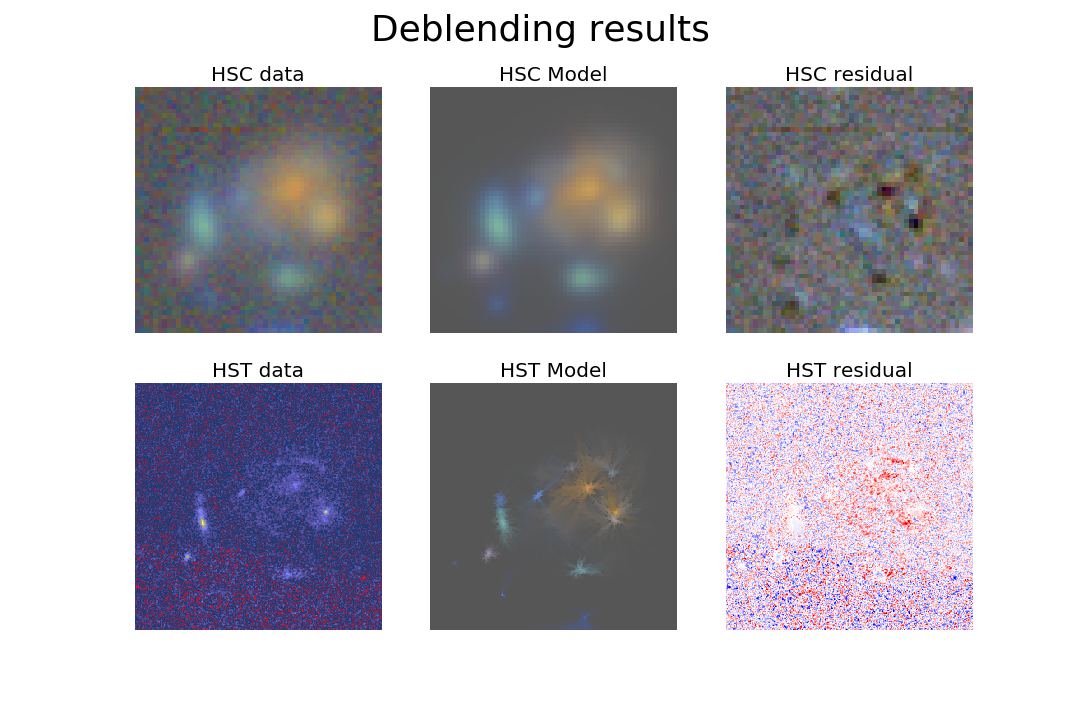 Deblending results
HSC data
HSC Model
HSC residual
HST data
HST Model
HST residual